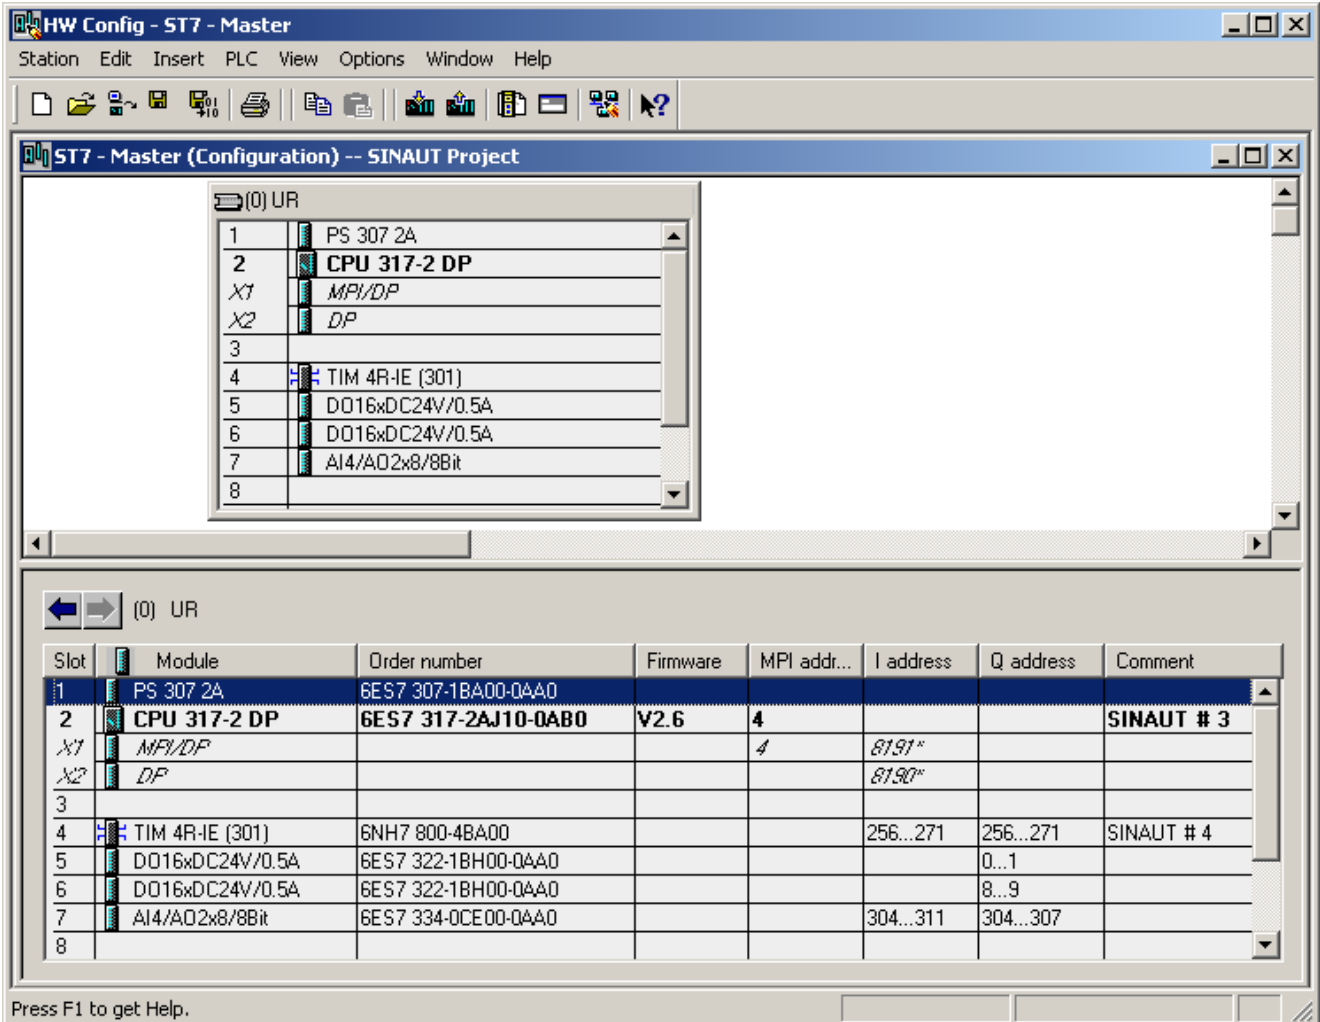 HW Config - ST7 - Master
Station Edit Insert PLC View Options Window Help
ST7 - Master (Configuration) -- SINAUT Project
(0) UR
1 PS 307 2A
2 CPU 317-2 DP
X1 MPI/DP
X2 DP
3
4 TIM 4R-IE (301)
5 DO16xDC24V/0.5A
6 DO16xDC24V/0.5A
7 AI4/AO2x8/8Bit
8
(0) UR
Slot Module Order number Firmware MPI addr... I address Q address Comment
1 PS 307 2A 6ES7 307-1BA00-0AA0
2 CPU 317-2 DP 6ES7 317-2AJ10-0AB0 V2.6 4 SINAUT # 3
X1 MPI/DP 4 8191*
X2 DP 8190*
3
4 TIM 4R-IE (301) 6NH7 800-4BA00 256...271 256...271 SINAUT # 4
5 DO16xDC24V/0.5A 6ES7 322-1BH00-0AA0 0...1
6 DO16xDC24V/0.5A 6ES7 322-1BH00-0AA0 8...9
7 AI4/AO2x8/8Bit 6ES7 334-0CE00-0AA0 304...311 304...307
8
Press F1 to get Help.